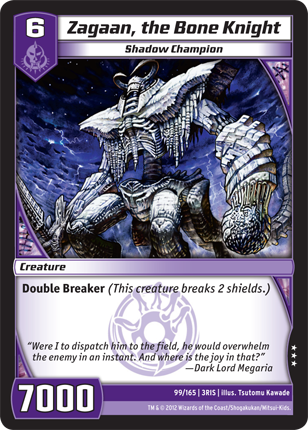 6
Zagaan, the Bone Knight
Shadow Champion
Creature
Double Breaker (This creature breaks 2 shields.)
“Were I to dispatch him to the field, he would overwhelm
the enemy in an instant. And where is the joy in that?”
—Dark Lord Megaria
7000
99/165 | 3RIS | illus. Tsutomu Kawade
TM & © 2012 Wizards of the Coast/Shogakukan/Mitsui-Kids.